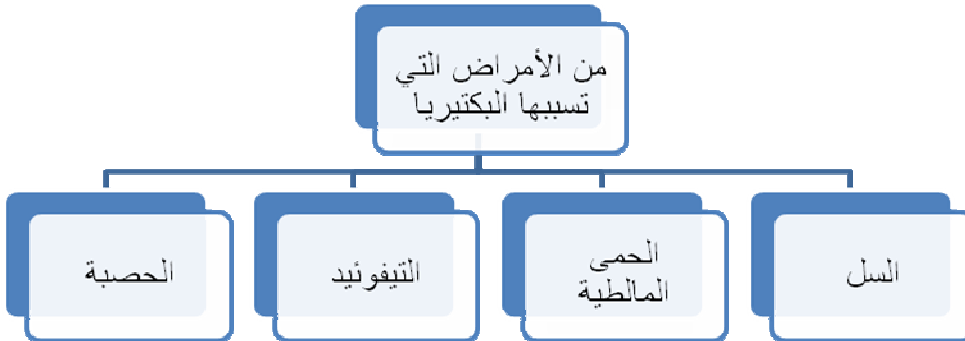 من الأمراض التي
تسببها البكتيريا
السل
الحمى
المالطية
التيفوئيد
الحصبة